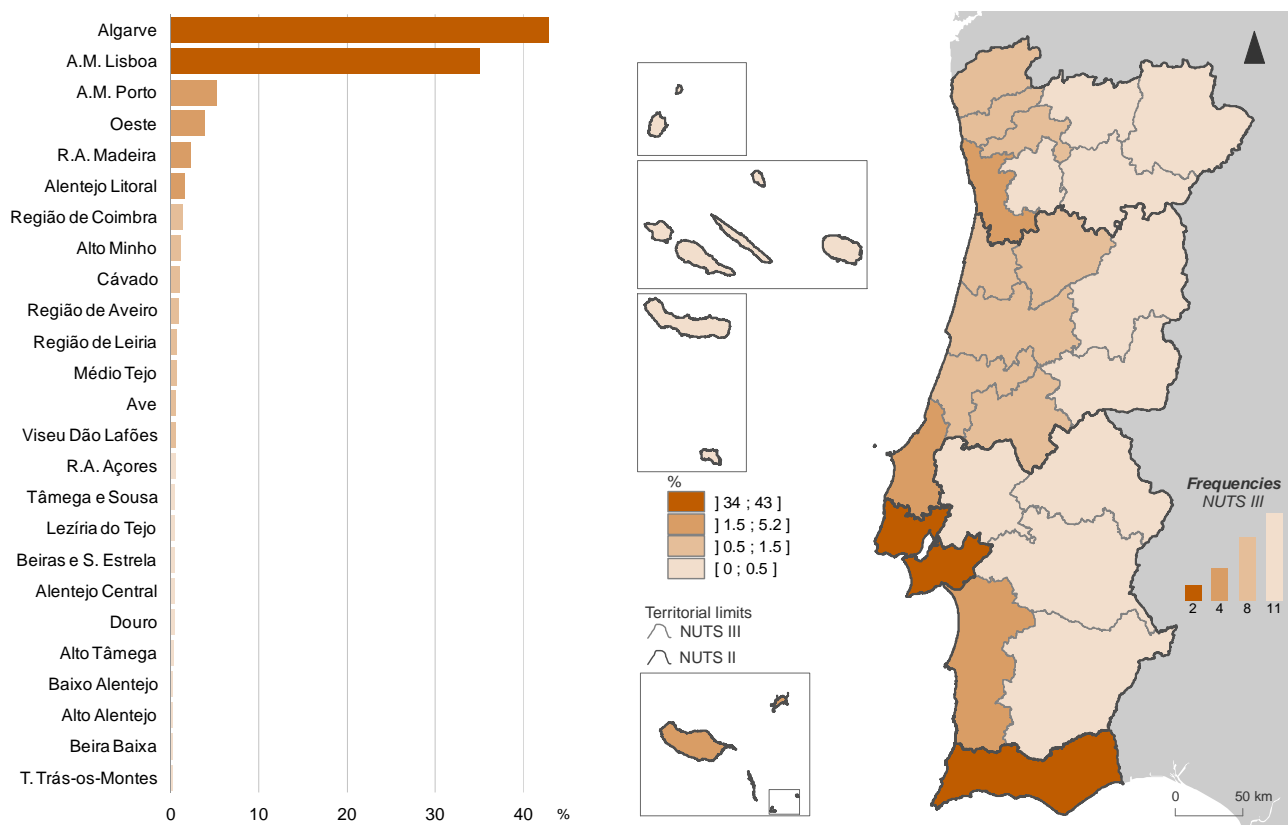 Algarve
A.M. Lisboa
A.M. Porto
Oeste
R.A. Madeira
Alentejo Litoral
Região de Coimbra
Alto Minho
Cávado
Região de Aveiro
Região de Leiria
Médio Tejo
Ave
Viseu Dão Lafões
R.A. Açores
Tâmega e Sousa
Lezíria do Tejo
Beiras e S. Estrela
Alentejo Central
Douro
Alto Tâmega
Baixo Alentejo
Alto Alentejo
Beira Baixa
T. Trás-os-Montes
0 10 20 30 40 %
%
] 34 ; 43 ]
] 1.5 ; 5.2 ]
] 0.5 ; 1.5 ]
[ 0 ; 0.5 ]
Territorial limits
NUTS III
NUTS II
Frequencies
NUTS III
2 4 8 11
0 50 km